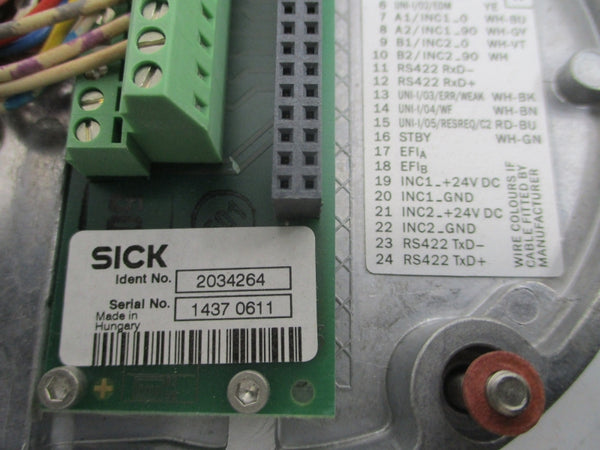 6 UNI-I/02/EDM YE
7 A1/INC1_0 WH-BU
8 A2/INC1_90 WH-GY
9 B1/INC2_0 WH-VT
10 B2/INC2_90 WH
11 RS422 RxD-
12 RS422 RxD+
13 UNI-I/03/ERR/WEAK WH-BK
14 UNI-I/04/WF WH-BN
15 UNI-I/05/RESREQ/C2 RD-BU
16 STBY WH-GN
17 EFIA
18 EFIB
19 INC1_+24V DC
20 INC1_GND
21 INC2_+24V DC
22 INC2_GND
23 RS422 TxD-
24 RS422 TxD+
WIRE COLOURS IF
CABLE FITTED BY
MANUFACTURER
SICK
Ident No. 2034264
Serial No. 1437 0611
Made in
Hungary